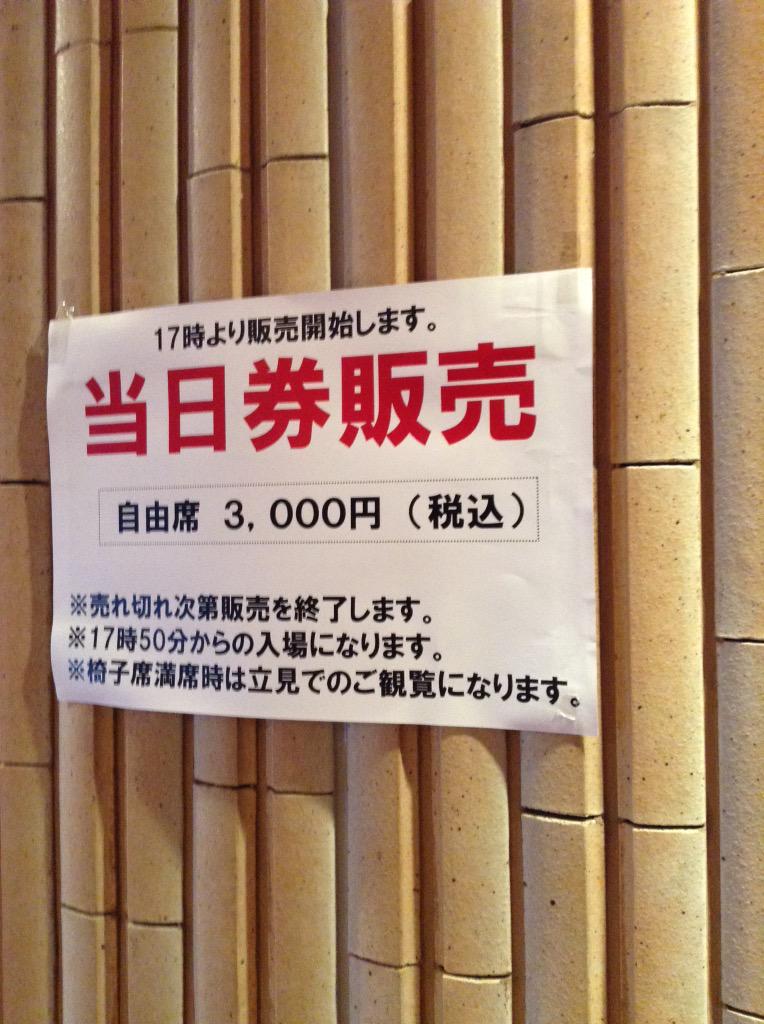 17時より販売開始します。
当日券販売
自由席 3,000円（税込）
※売れ切れ次第販売を終了します。
※17時50分からの入場になります。
※椅子席満席時は立見でのご観覧になります。